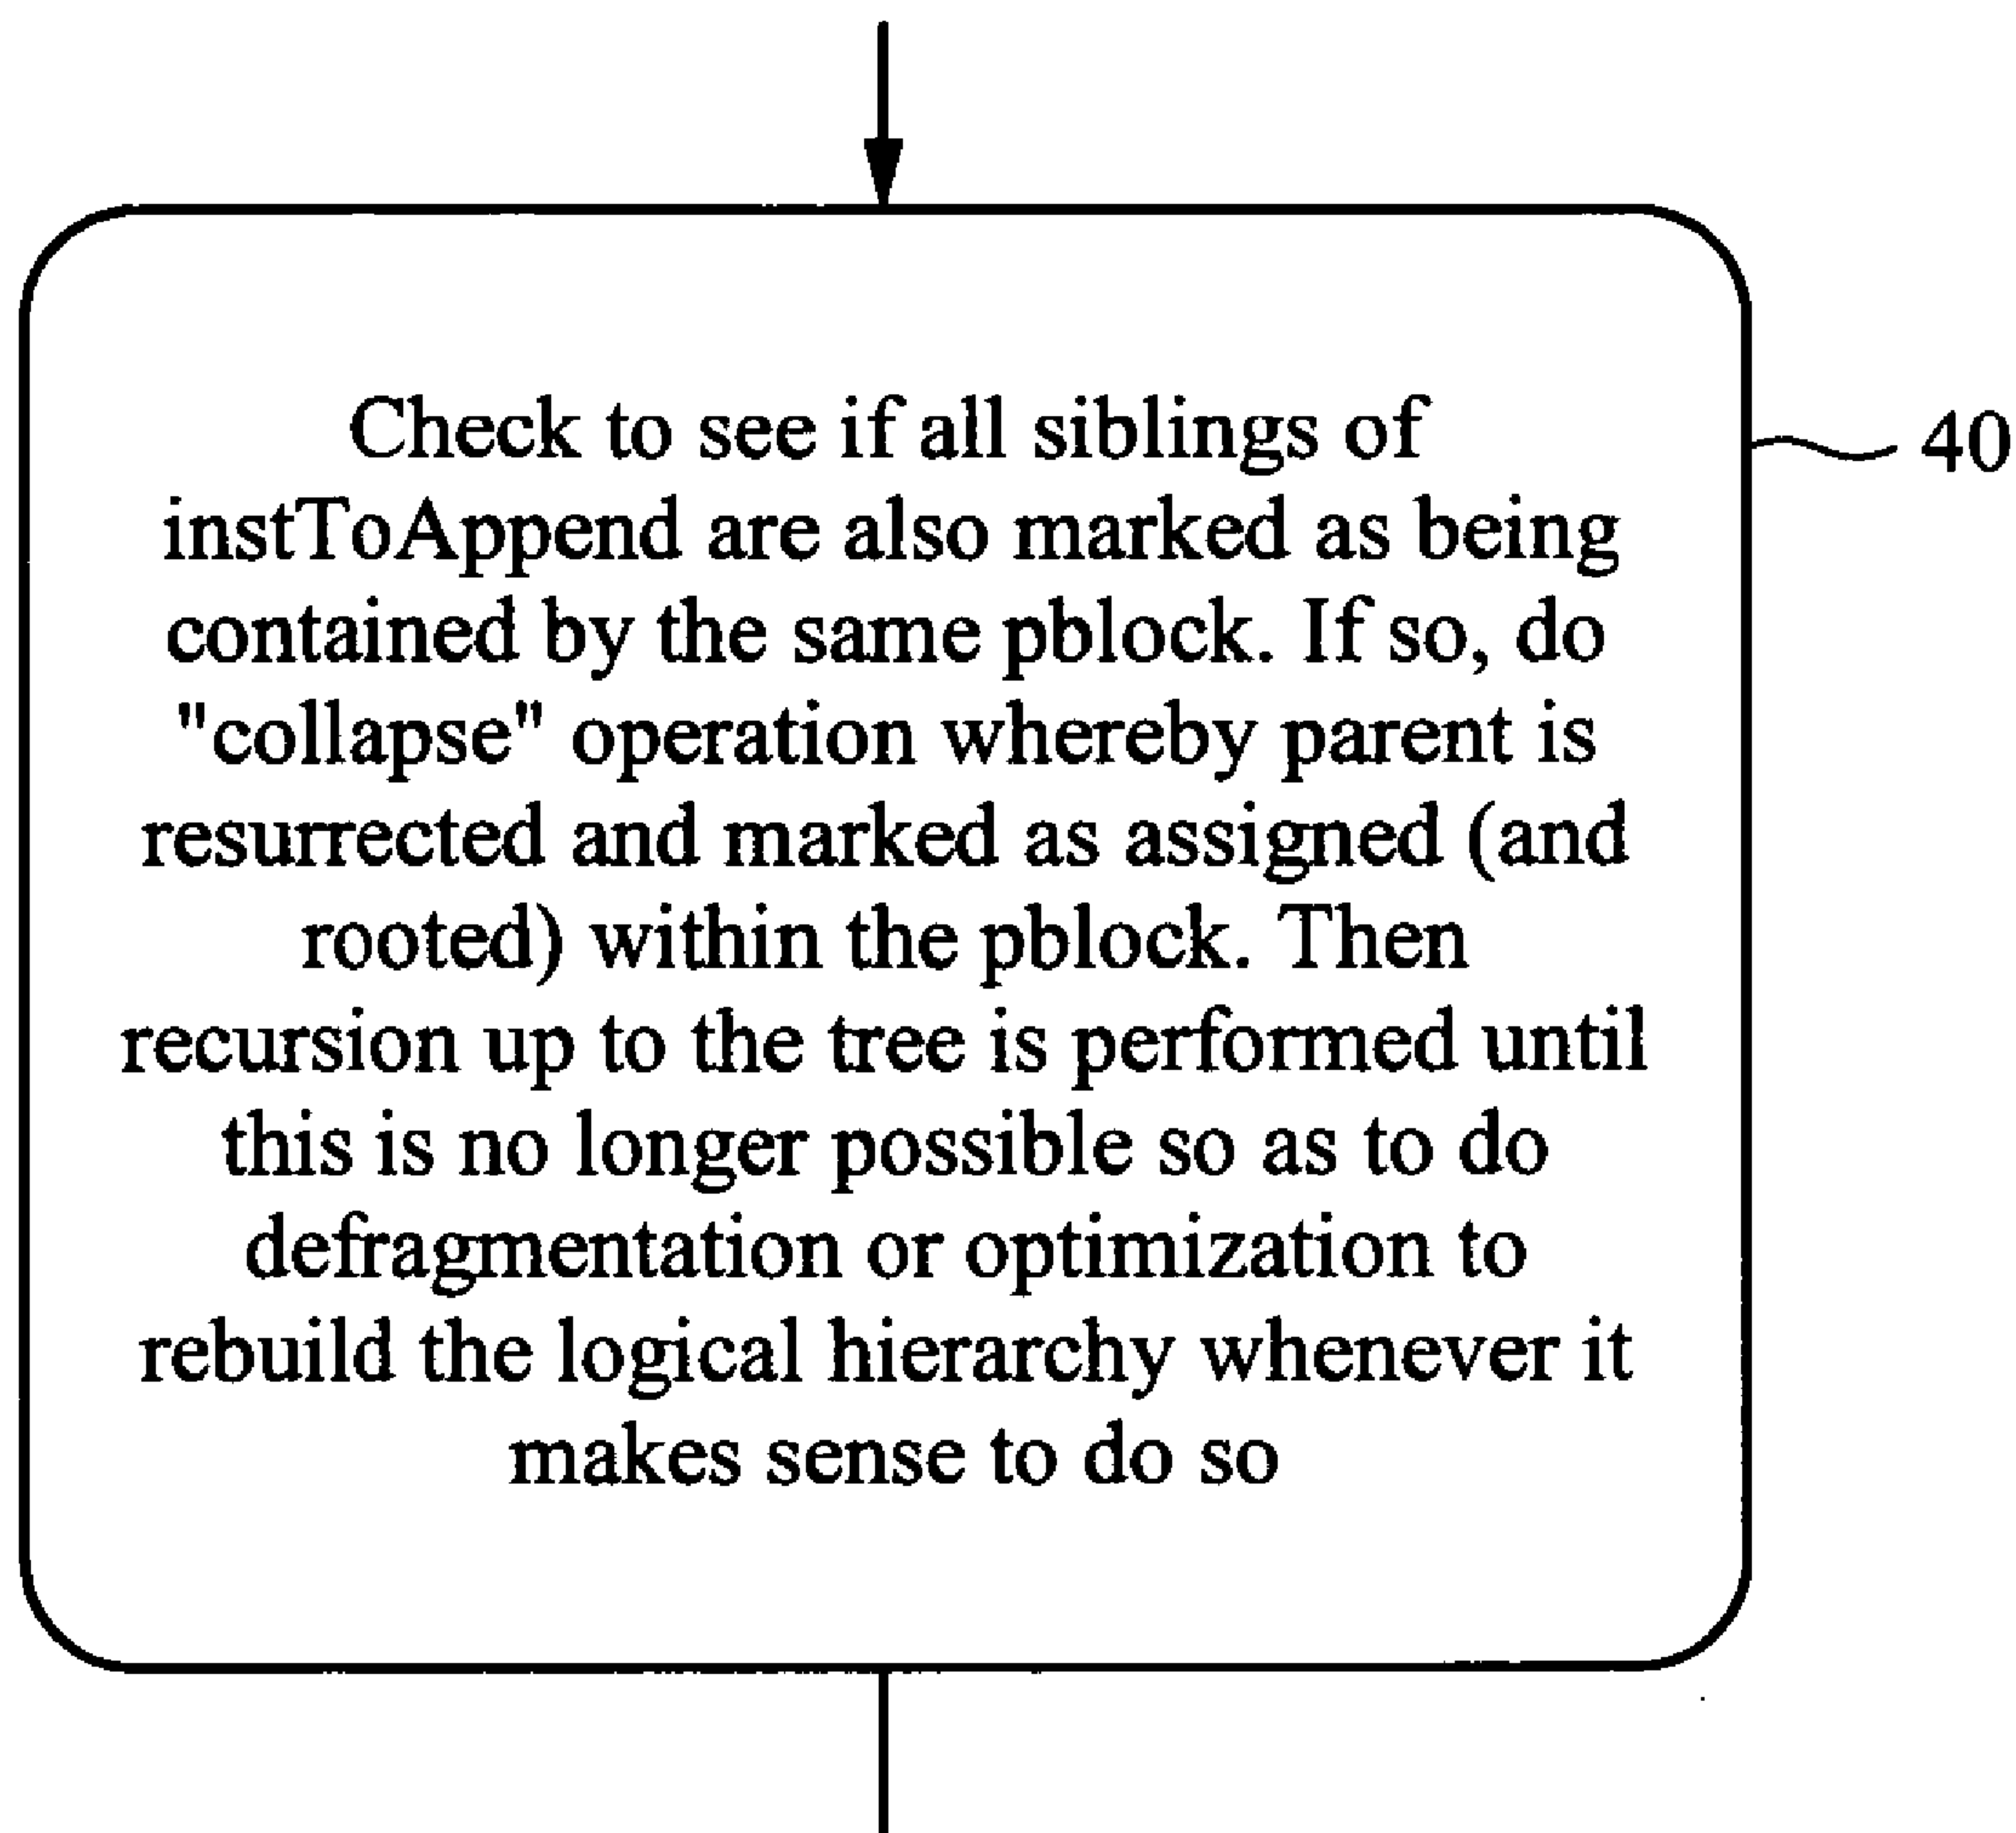 Check to see if all siblings of
instToAppend are also marked as being
contained by the same pblock. If so, do
"collapse" operation whereby parent is
resurrected and marked as assigned (and
rooted) within the pblock. Then
recursion up to the tree is performed until
this is no longer possible so as to do
defragmentation or optimization to
rebuild the logical hierarchy whenever it
makes sense to do so
40